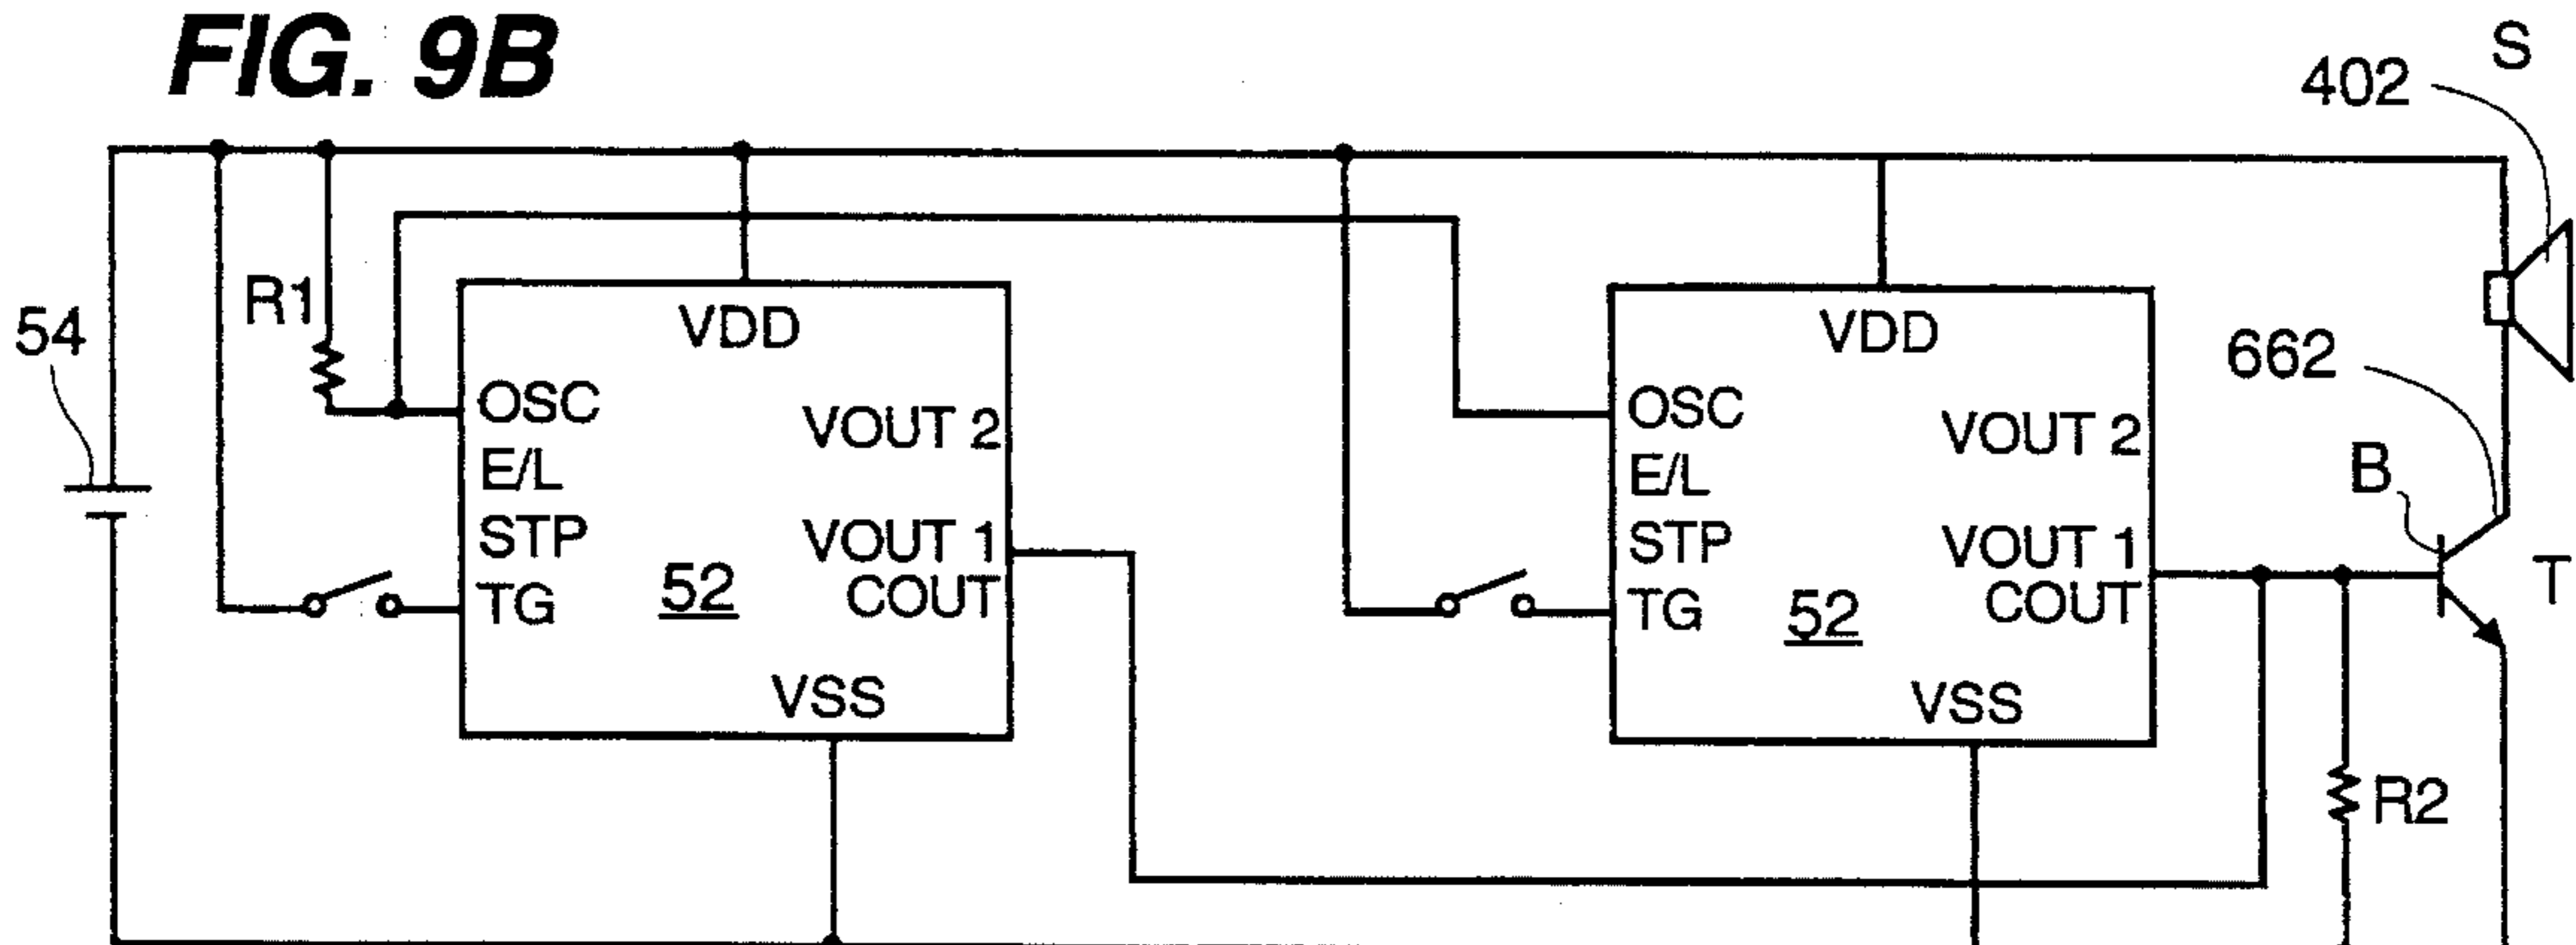 FIG. 9B
S
402
R1
54
VDD
OSC
E/L
STP
TG
VOUT 2
VOUT 1
COUT
52
VSS
VDD
OSC
E/L
STP
TG
VOUT 2
VOUT 1
COUT
52
VSS
662
B
T
R2